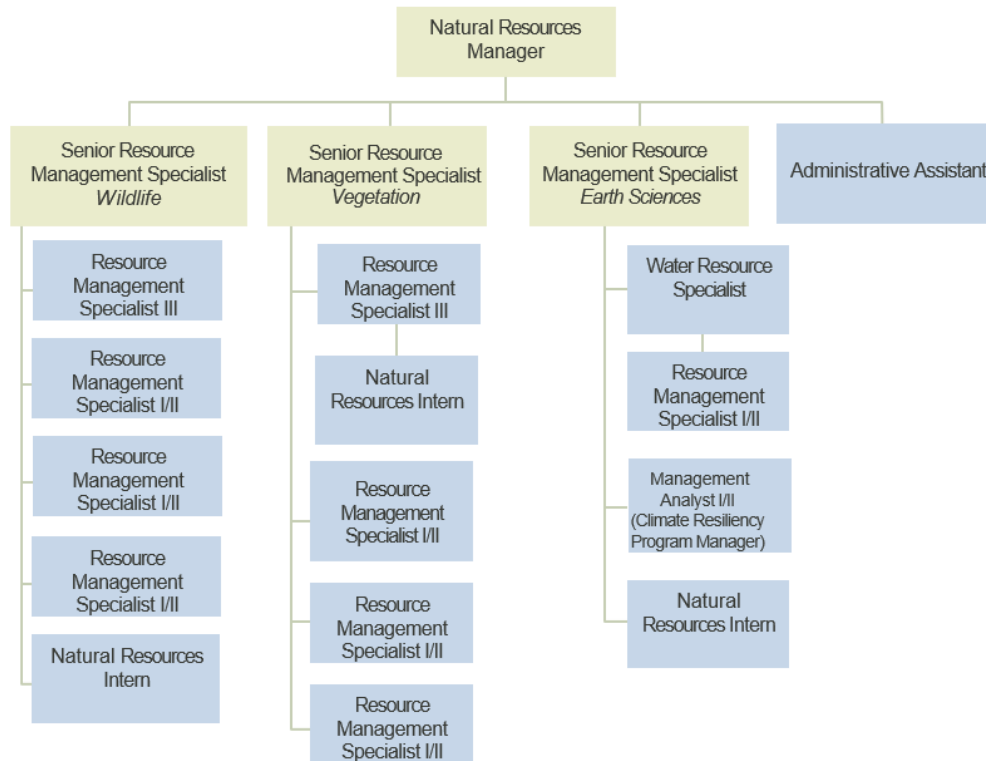 Natural Resources
Manager
Senior Resource
Management Specialist
Wildlife
Resource
Management
Specialist III
Resource
Management
Specialist I/II
Resource
Management
Specialist I/II
Resource
Management
Specialist I/II
Natural Resources
Intern
Senior Resource
Management Specialist
Vegetation
Resource
Management
Specialist III
Natural
Resources Intern
Resource
Management
Specialist I/II
Resource
Management
Specialist I/II
Resource
Management
Specialist I/II
Senior Resource
Management Specialist
Earth Sciences
Water Resource
Specialist
Resource
Management
Specialist I/II
Management
Analyst I/II
(Climate Resiliency
Program Manager)
Natural
Resources Intern
Administrative Assistant